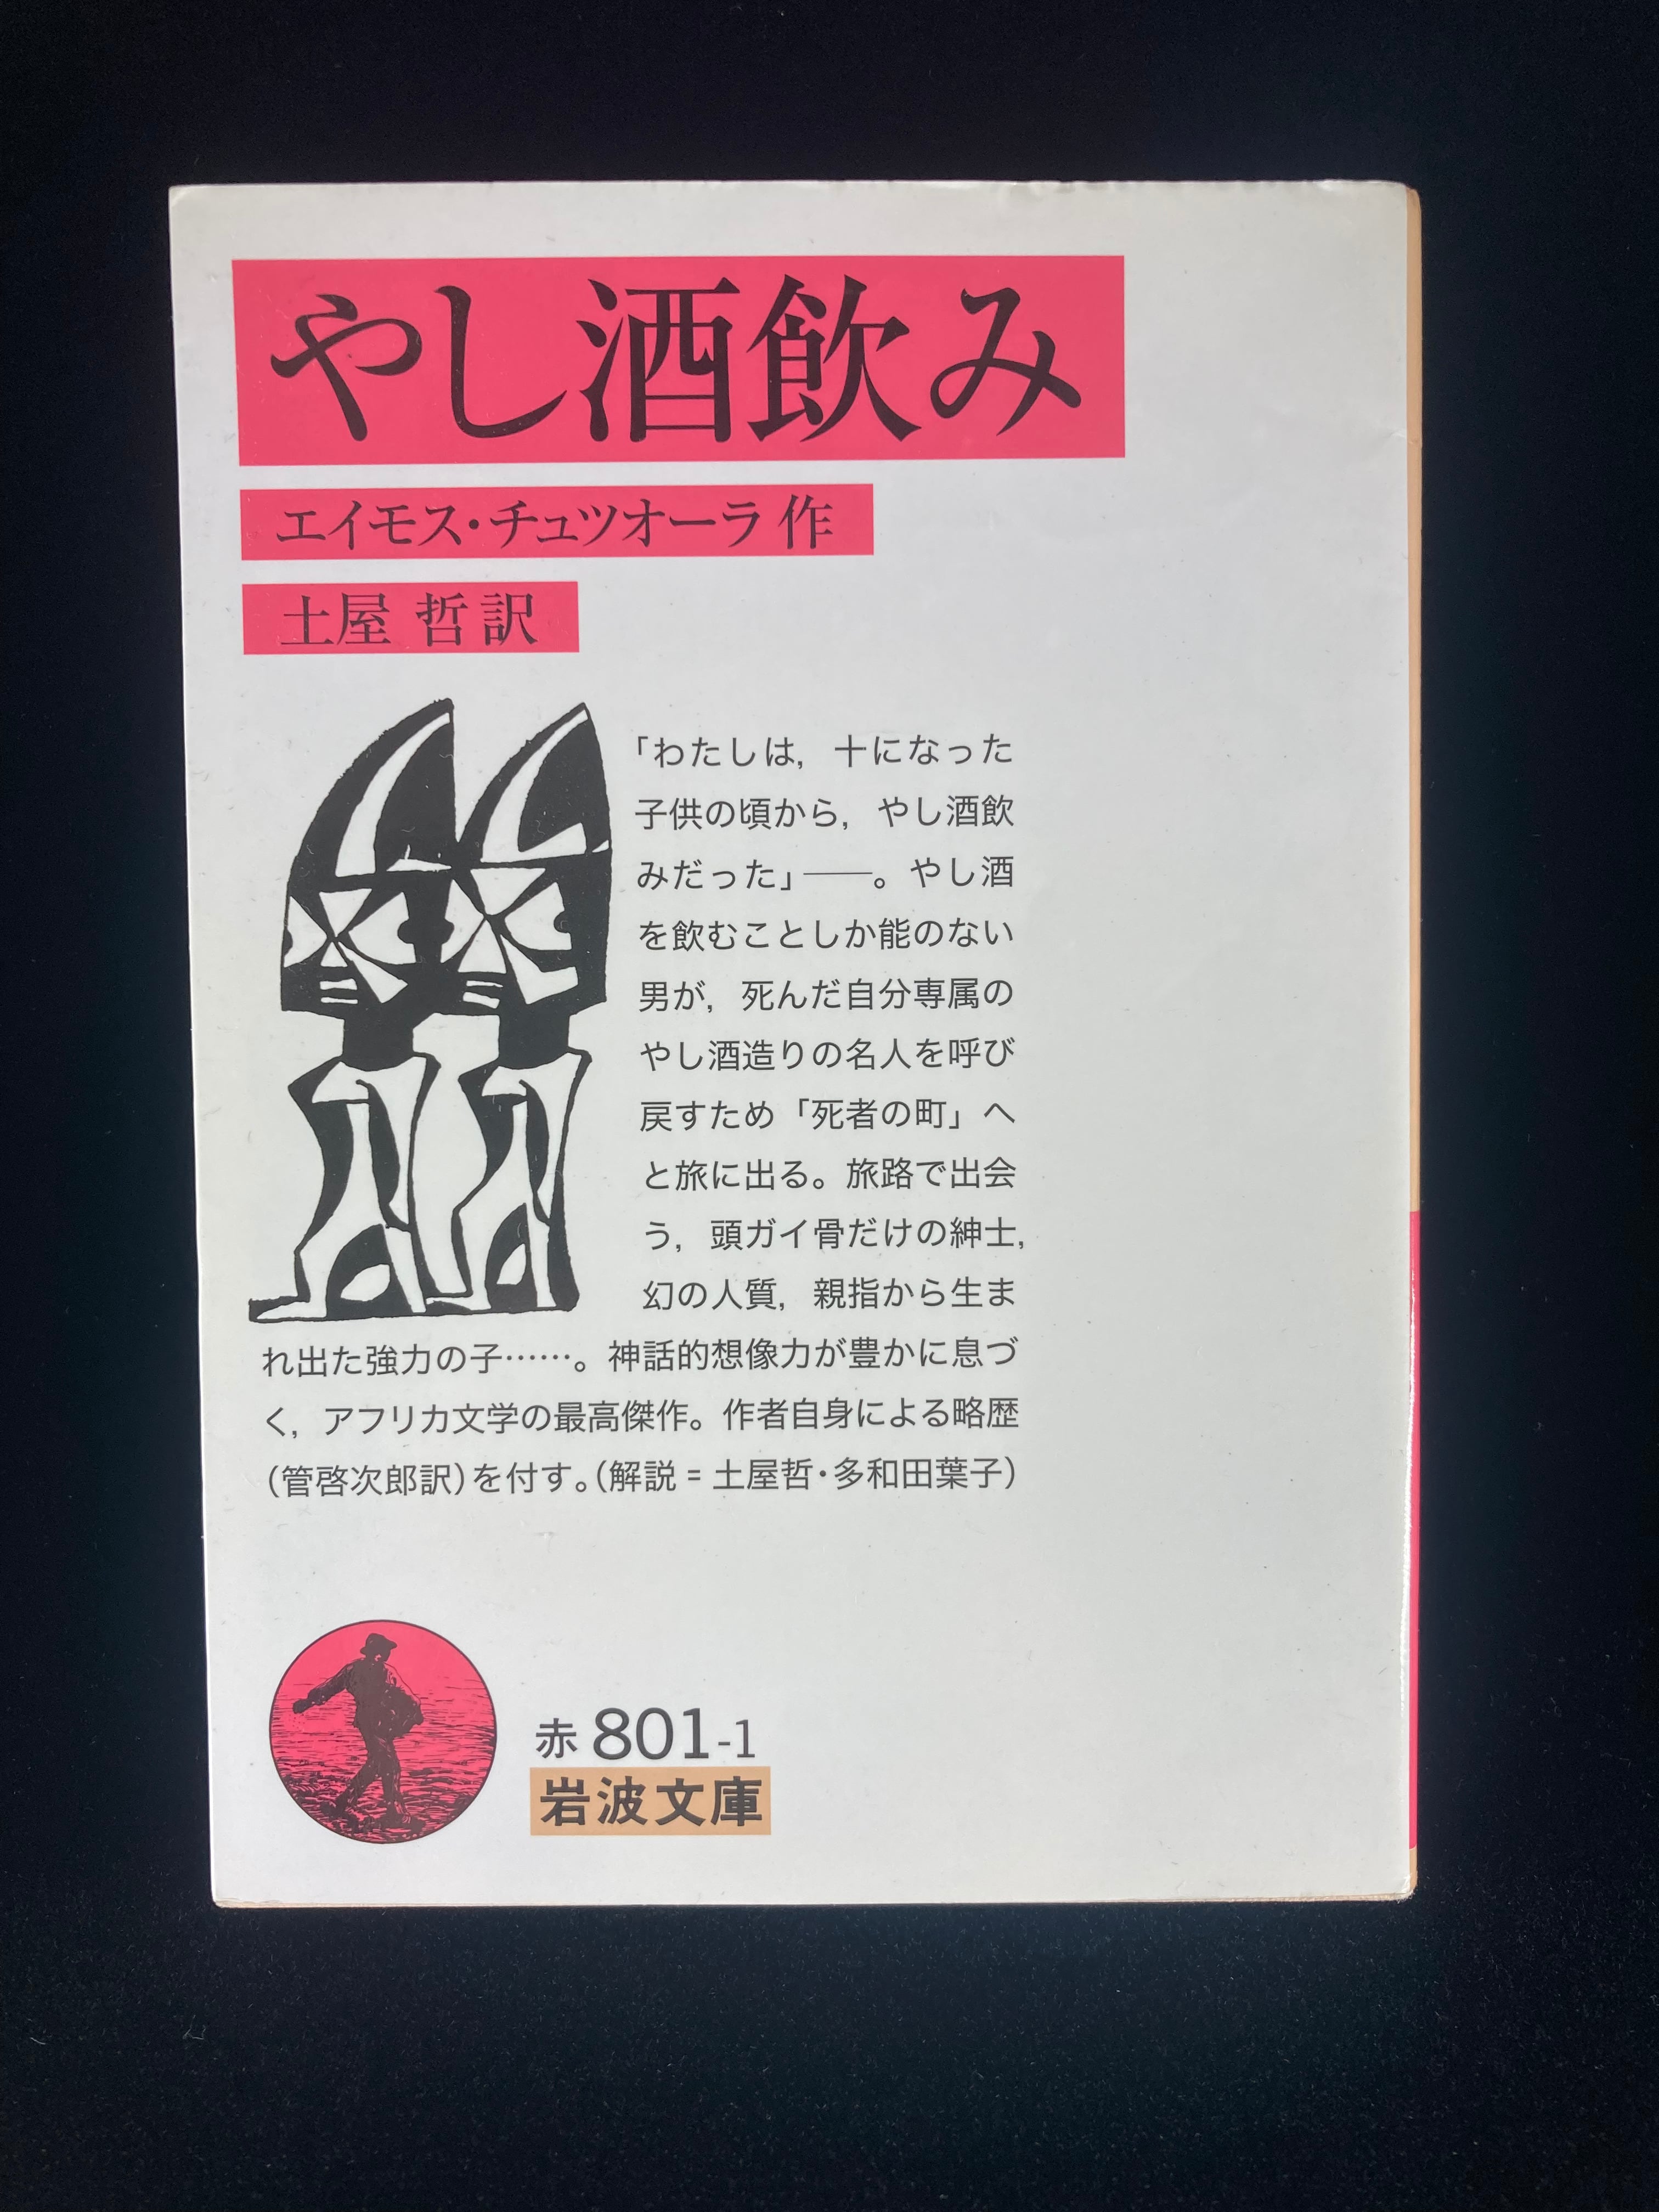 やし酒飲み
エイモス・チュツオーラ 作
土屋 哲 訳
「わたしは，十になった
子供の頃から，やし酒飲
みだった」――。やし酒
を飲むことしか能のない
男が，死んだ自分専属の
やし酒造りの名人を呼び
戻すため「死者の町」へ
と旅に出る。旅路で出会
う，頭ガイ骨だけの紳士，
幻の人質，親指から生ま
れ出た強力の子……。神話的想像力が豊かに息づ
く，アフリカ文学の最高傑作。作者自身による略歴
（管啓次郎訳）を付す。（解説＝土屋哲・多和田葉子）
赤 801-1
岩波文庫